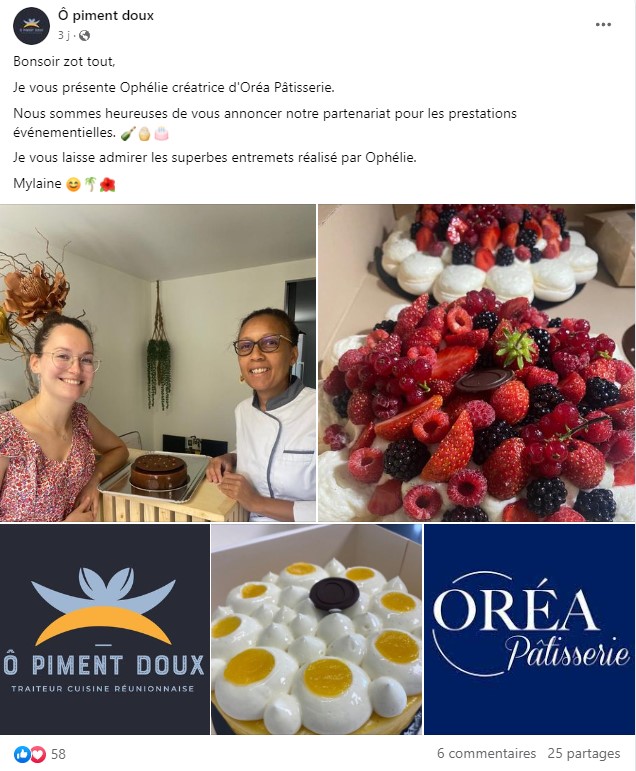 Ô piment doux
3 j ·
Bonsoir zot tout,
Je vous présente Ophélie créatrice d'Oréa Pâtisserie.
Nous sommes heureuses de vous annoncer notre partenariat pour les prestations
événementielles. 🍾🧁🎂
Je vous laisse admirer les superbes entremets réalisé par Ophélie.
Mylaine 😊🌴🌺
Ô PIMENT DOUX
TRAITEUR CUISINE RÉUNIONNAISE
ORÉA
Pâtisserie
58
6 commentaires 25 partages